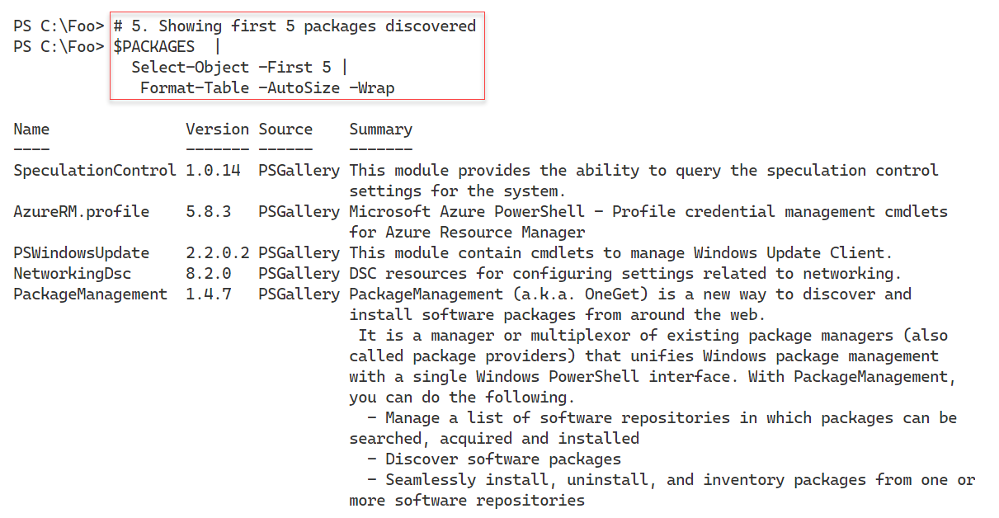 PS C:\Foo> # 5. Showing first 5 packages discovered
PS C:\Foo> $PACKAGES  |
             Select-Object -First 5 |
              Format-Table -AutoSize -Wrap

Name               Version Source    Summary
----               ------- ------    -------
SpeculationControl 1.0.14  PSGallery This module provides the ability to query the speculation control
                                     settings for the system.
AzureRM.profile    5.8.3   PSGallery Microsoft Azure PowerShell - Profile credential management cmdlets
                                     for Azure Resource Manager
PSWindowsUpdate    2.2.0.2 PSGallery This module contain cmdlets to manage Windows Update Client.
NetworkingDsc      8.2.0   PSGallery DSC resources for configuring settings related to networking.
PackageManagement  1.4.7   PSGallery PackageManagement (a.k.a. OneGet) is a new way to discover and
                                     install software packages from around the web.
                                      It is a manager or multiplexor of existing package managers (also
                                     called package providers) that unifies Windows package management
                                     with a single Windows PowerShell interface. With PackageManagement,
                                     you can do the following.
                                       - Manage a list of software repositories in which packages can be
                                     searched, acquired and installed
                                       - Discover software packages
                                       - Seamlessly install, uninstall, and inventory packages from one or
                                     more software repositories